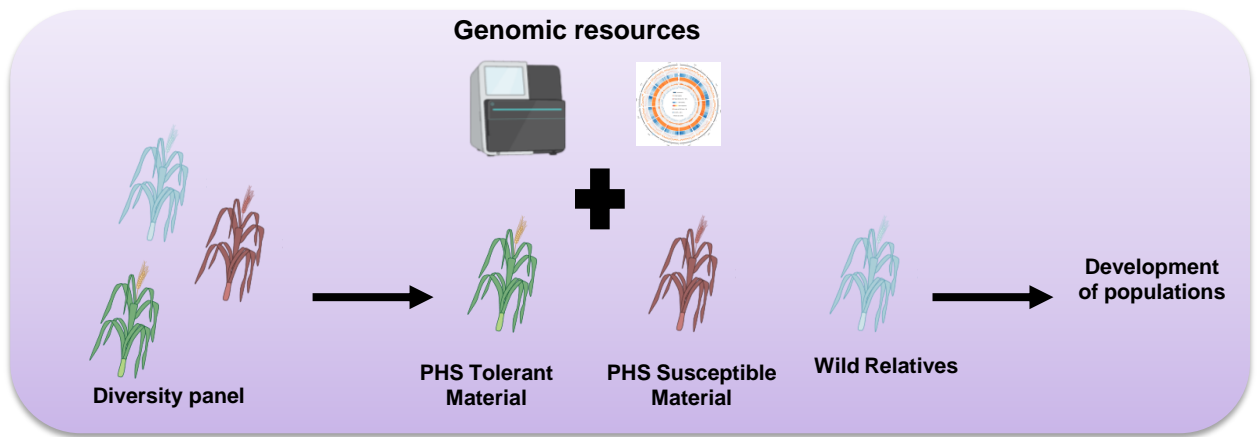 Genomic resources
Development
of populations
PHS Tolerant
Material
PHS Susceptible
Material
Wild Relatives
Diversity panel